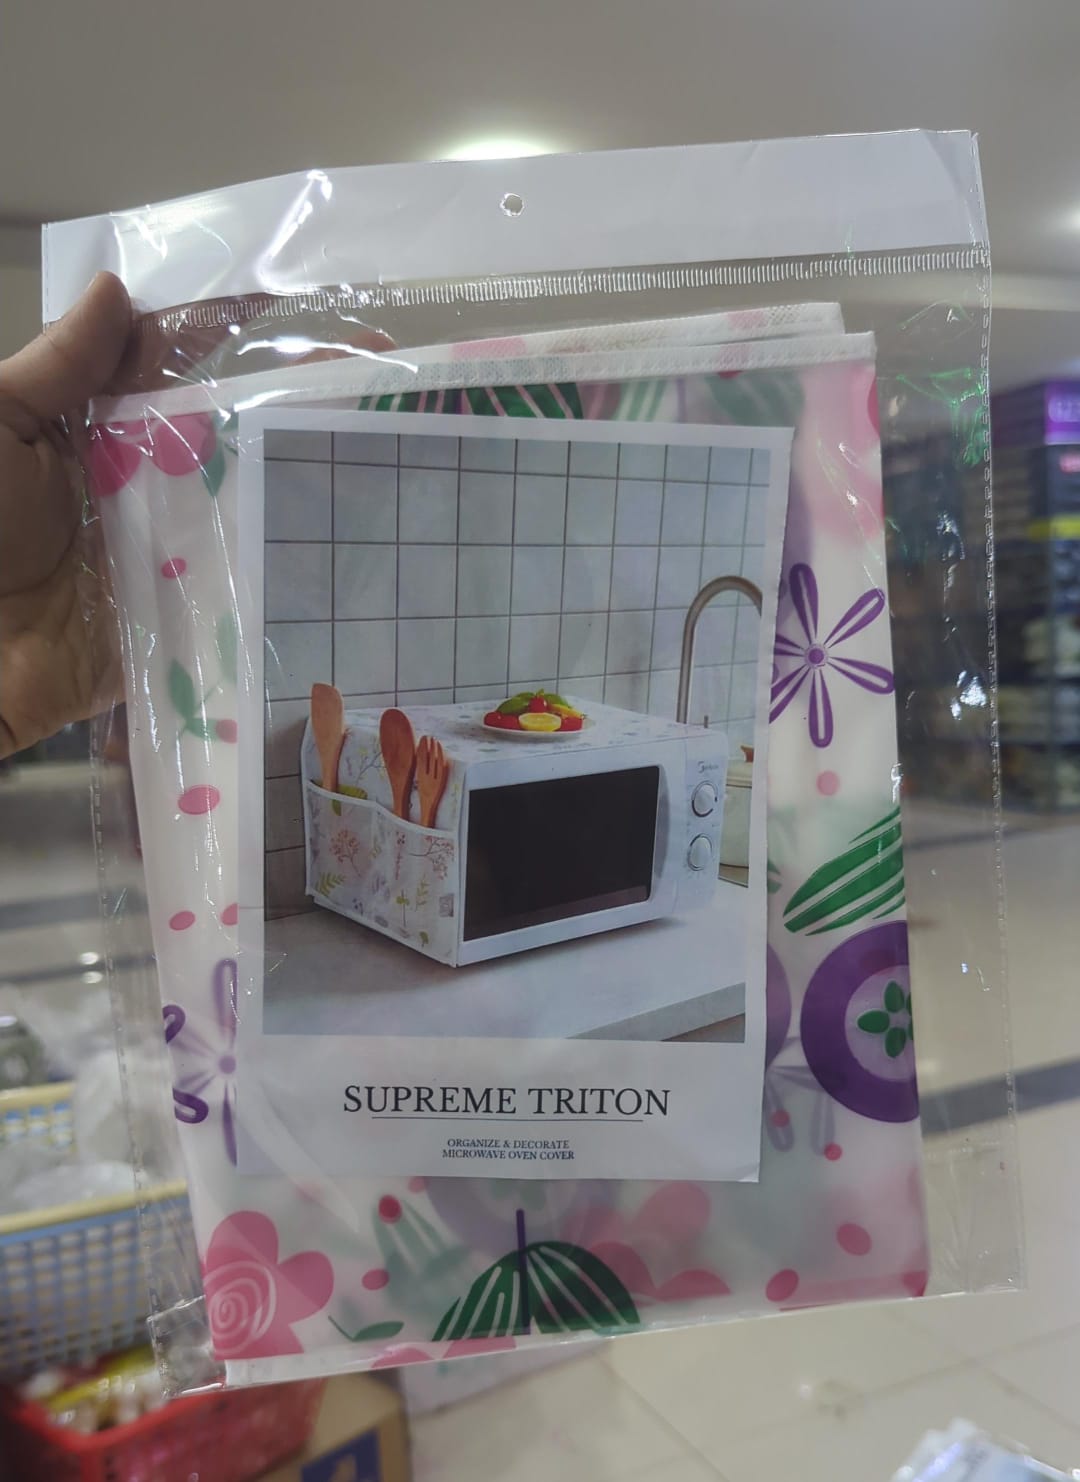 SUPREME TRITON
ORGANIZE & DECORATE
MICROWAVE OVEN COVER